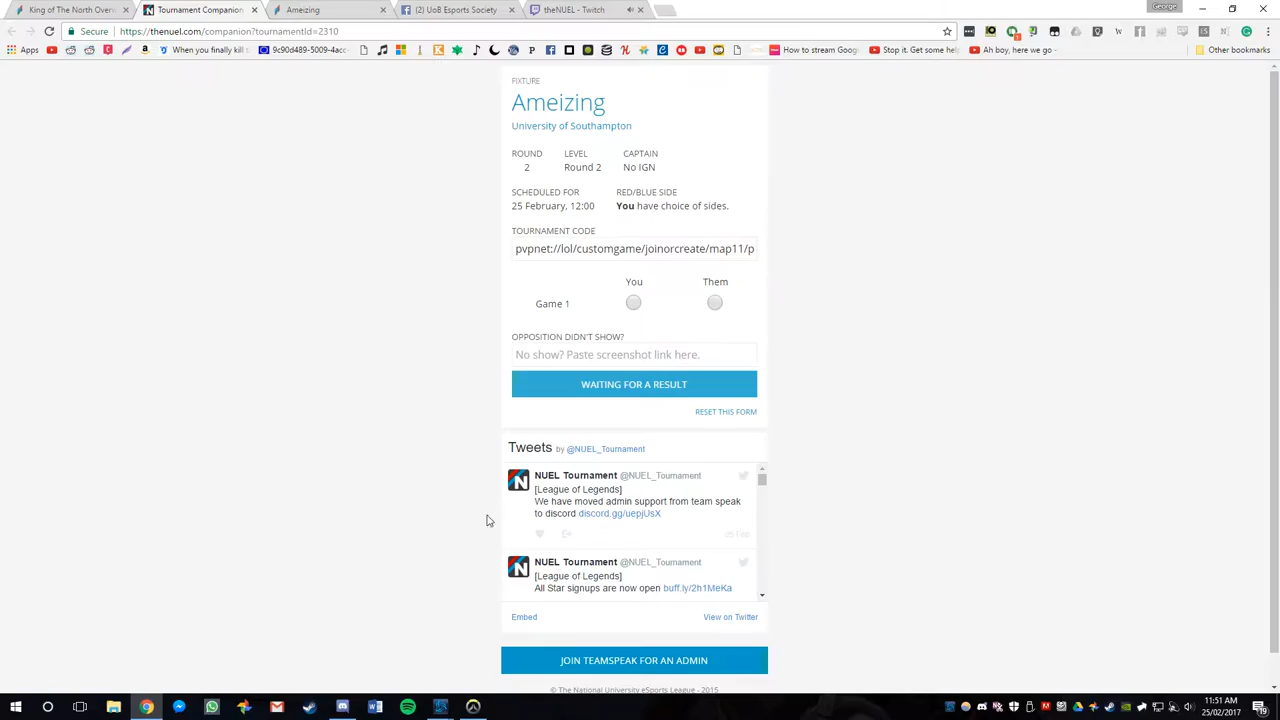 King of The North Over
Tournament Companion
Ameizing
(2) UoB Esports Society
theNUEL - Twitch
George
Secure
https://thenuel.com/companion?tournamentId=2310
Apps
When you finally kill s
9c90d489-5009-4acc
How to stream Goog
Stop it. Get some
Ah boy, here we go -
Other bookmarks
FIXTURE
Ameizing
University of Southampton
ROUND LEVEL CAPTAIN
2 Round 2 No IGN
SCHEDULED FOR RED/BLUE SIDE
25 February, 12:00 You have choice of sides.
TOURNAMENT CODE
pvpnet://lol/customgame/joinorcreate/map11/p
You Them
Game 1
OPPOSITION DIDN'T SHOW?
No show? Paste screenshot link here.
WAITING FOR A RESULT
RESET THIS FORM
Tweets by @NUEL_Tournament
NUEL Tournament @NUEL_Tournament
[League of Legends]
We have moved admin support from team speak
to discord discord.gg/uepjUsX
NUEL Tournament @NUEL_Tournament
[League of Legends]
All Star signups are now open buff.ly/2h1MeKa
Embed View on Twitter
JOIN TEAMSPEAK FOR AN ADMIN
© The National University eSports League - 2015
11:51 AM
25/02/2017